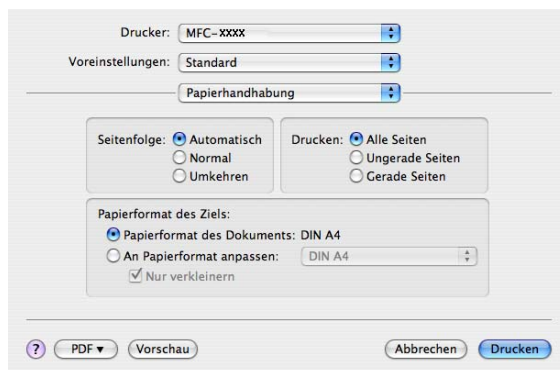 Drucker: MFC-xxxx
Voreinstellungen: Standard
Papierhandhabung
Seitenfolge: Automatisch
Normal
Umkehren
Drucken: Alle Seiten
Ungerade Seiten
Gerade Seiten
Papierformat des Ziels:
Papierformat des Dokuments: DIN A4
An Papierformat anpassen: DIN A4
Nur verkleinern
? PDF Vorschau Abbrechen Drucken